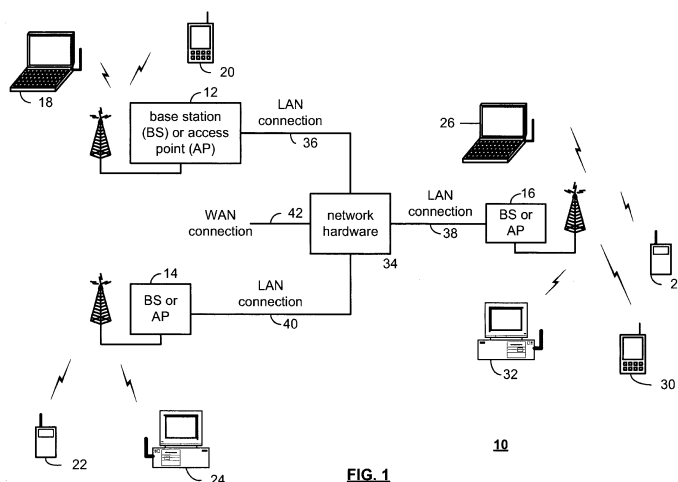 18
20
12
base station
(BS) or access
point (AP)
LAN
connection
36
26
16
BS or
AP
LAN
connection
38
WAN
connection
42
network
hardware
34
14
BS or
AP
LAN
connection
40
2
30
32
22
24
10
FIG. 1